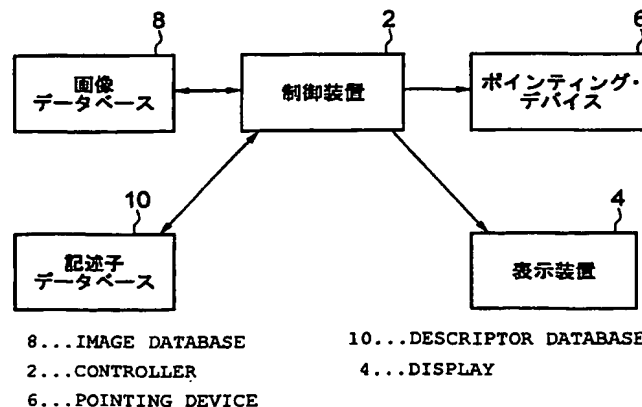 8
画像
データベース
2
制御装置
6
ポインティング・
デバイス
10
記述子
データベース
4
表示装置
8...IMAGE DATABASE
2...CONTROLLER
6...POINTING DEVICE
10...DESCRIPTOR DATABASE
4...DISPLAY